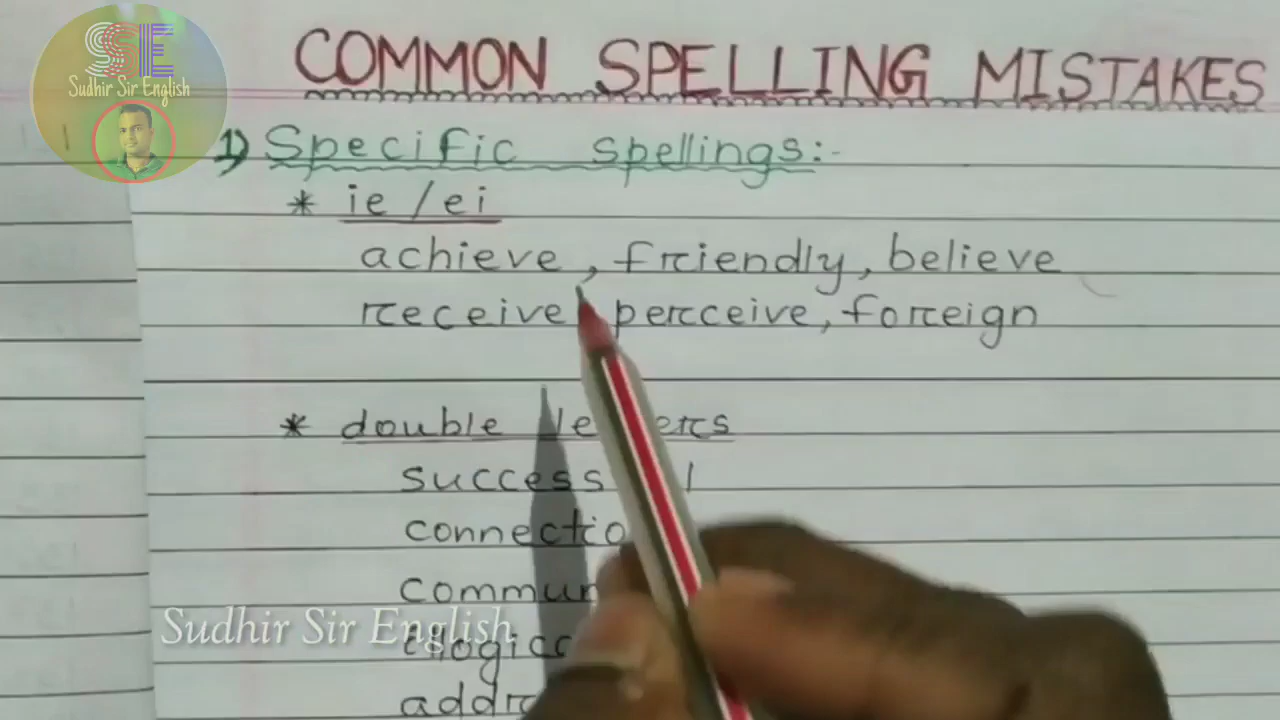 SE
Sudhir Sir English
COMMON SPELLING MISTAKES
1) Specific spellings:-
* ie / ei
achieve, friendly, believe
receive perceive, foreign
* double
success
Sudhir Sir English